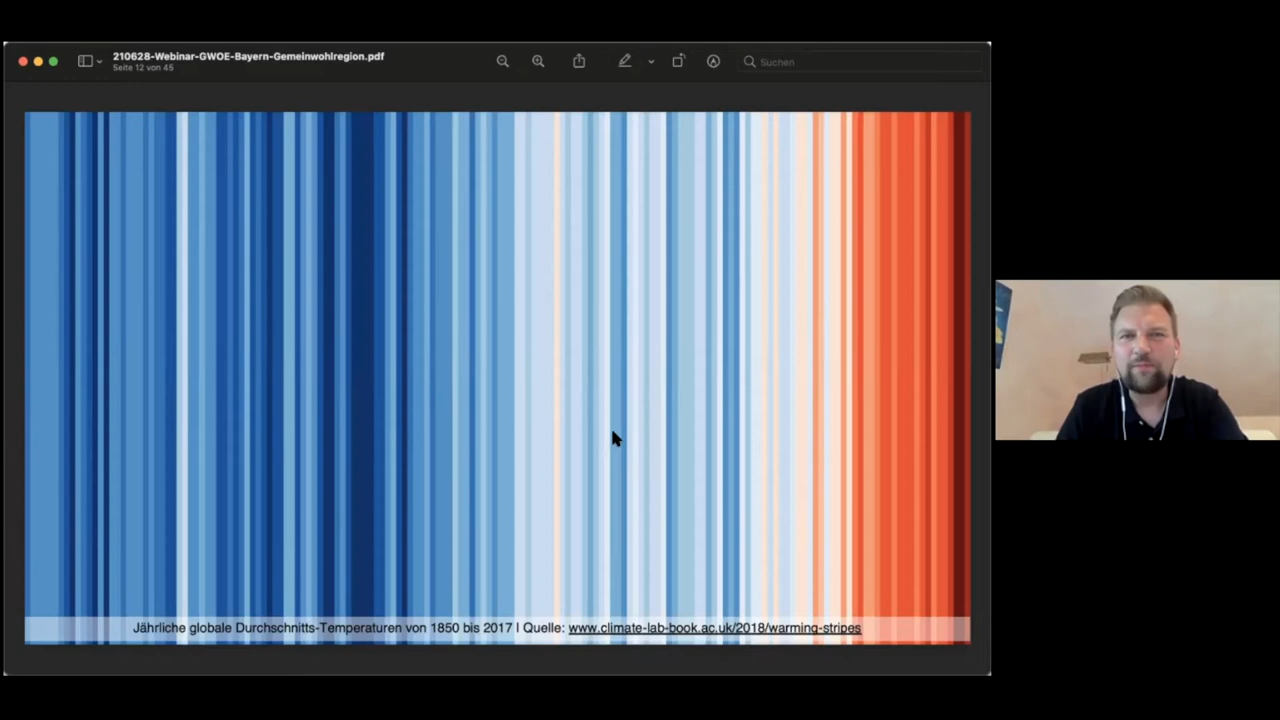 210628-Webinar-GWOE-Bayern-Gemeinwohlregion.pdf
Seite 12 von 45
Suchen
Jährliche globale Durchschnitts-Temperaturen von 1850 bis 2017 | Quelle: www.climate-lab-book.ac.uk/2018/warming-stripes